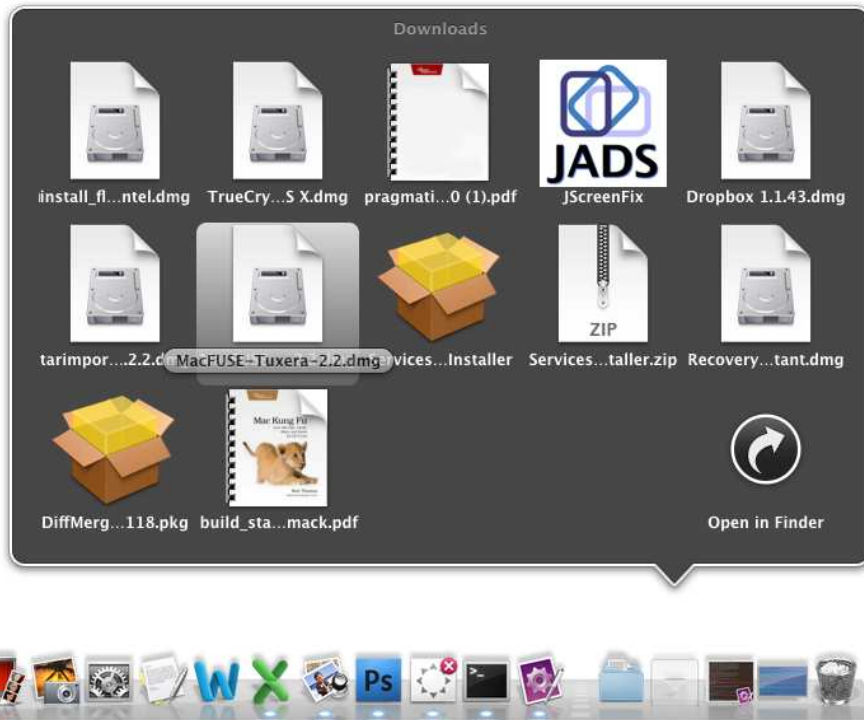 Downloads
JADS
install_fl...ntel.dmg TrueCry...S X.dmg pragmati...0 (1).pdf JScreenFix Dropbox 1.1.43.dmg
ZIP
tarimpor....2.2.d MacFUSE-Tuxera-2.2.dmg ervices...Installer Services...taller.zip Recovery...tant.dmg
Mac Kung Fu
DiffMerg...118.pkg build_sta...mack.pdf Open in Finder
W X Ps >_